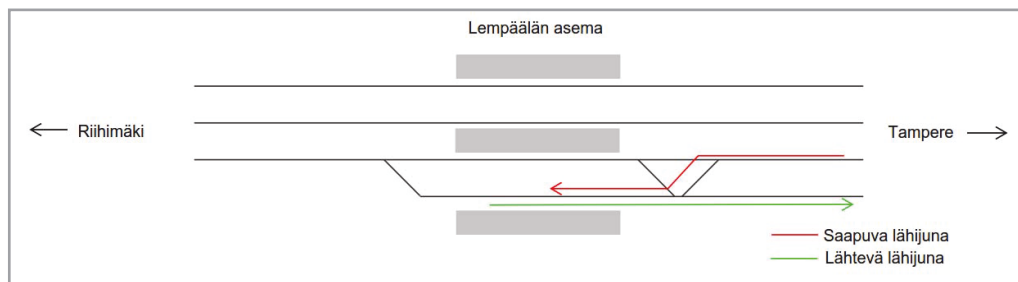 Lempäälän asema
Riihimäki
Tampere
Saapuva lähijuna
Lähtevä lähijuna